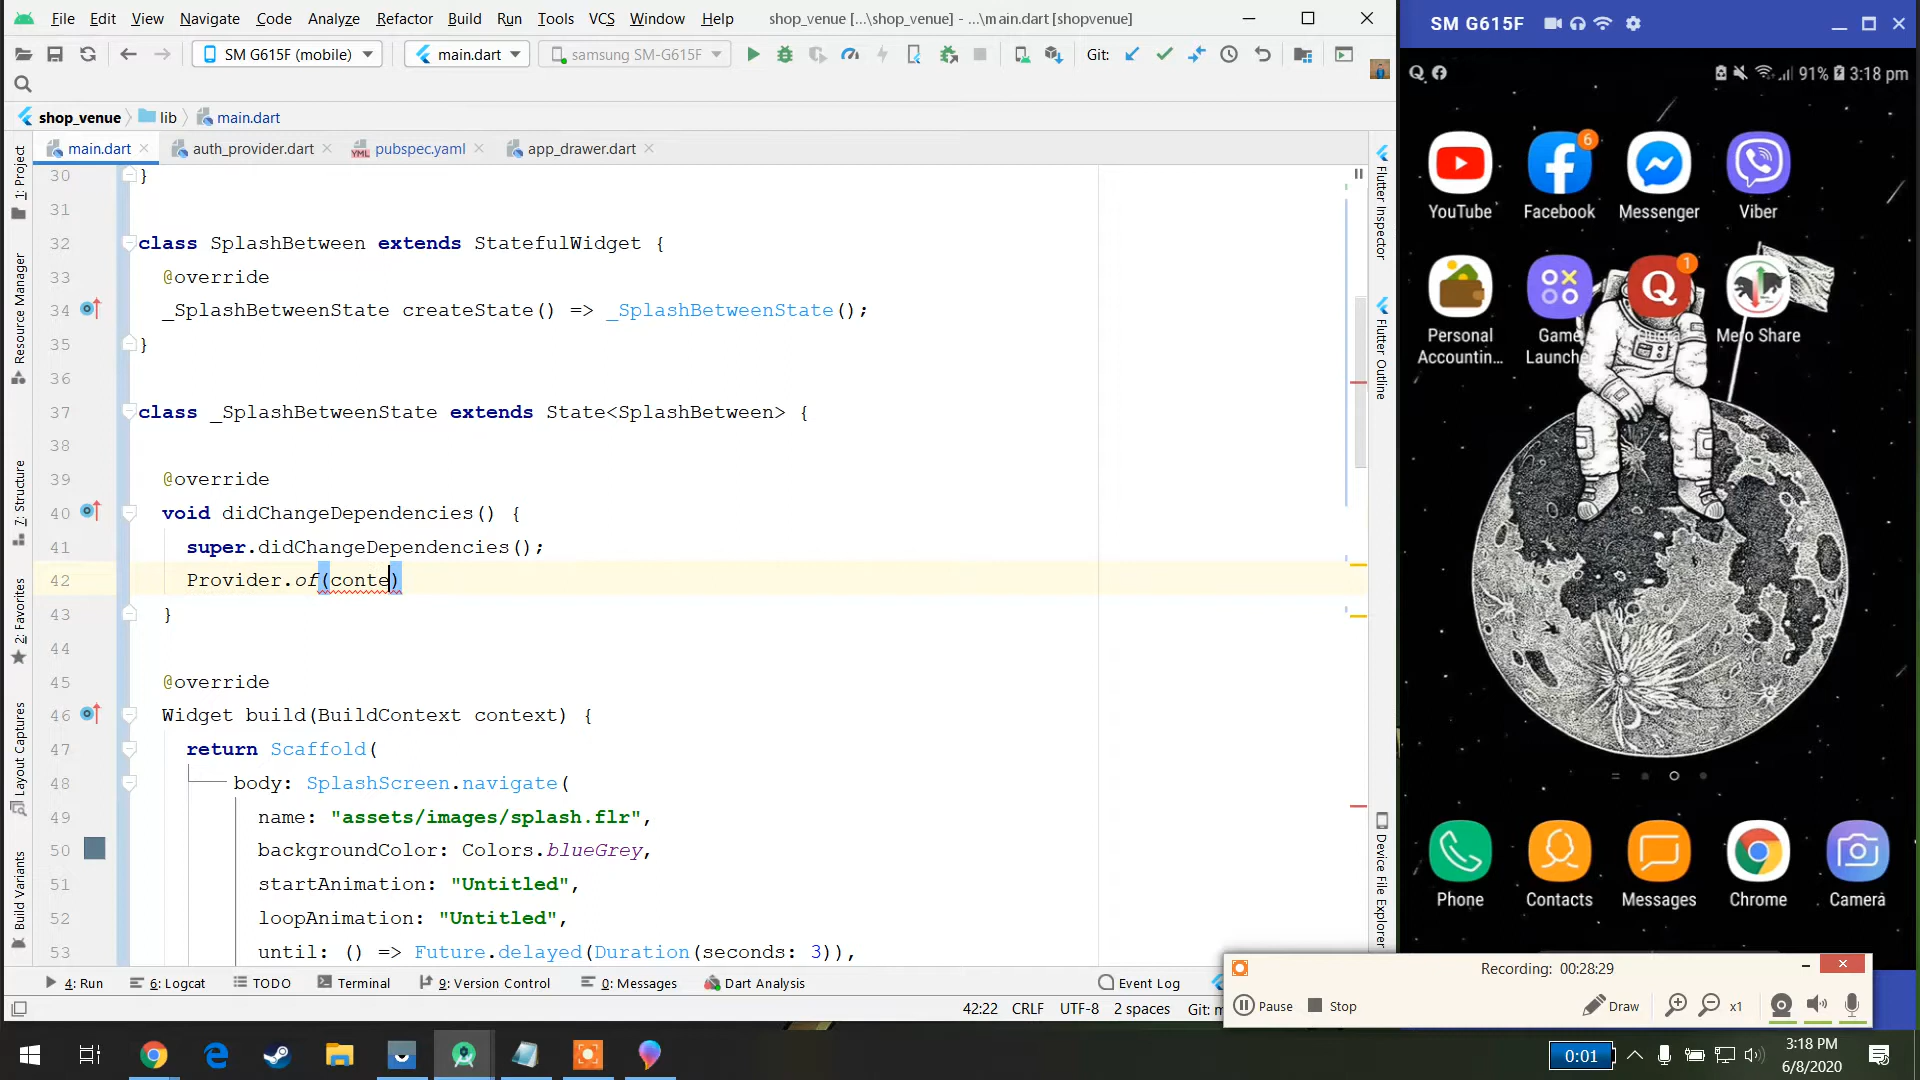 File Edit View Navigate Code Analyze Refactor Build Run Tools VCS Window Help shop_venue [...\shop_venue] - ...\main.dart [shopvenue]
SM G615F (mobile) main.dart samsung SM-G615F Git:
shop_venue lib main.dart
main.dart auth_provider.dart pubspec.yaml app_drawer.dart
30 }
31
32 class SplashBetween extends StatefulWidget {
33 @override
34 _SplashBetweenState createState() => _SplashBetweenState();
35 }
36
37 class _SplashBetweenState extends State<SplashBetween> {
38
39 @override
40 void didChangeDependencies() {
41 super.didChangeDependencies();
42 Provider.of(conte)
43 }
44
45 @override
46 Widget build(BuildContext context) {
47 return Scaffold(
48 body: SplashScreen.navigate(
49 name: "assets/images/splash.flr",
50 backgroundColor: Colors.blueGrey,
51 startAnimation: "Untitled",
52 loopAnimation: "Untitled",
53 until: () => Future.delayed(Duration(seconds: 3)),
1: Project
Resource Manager
7: Structure
2: Favorites
Layout Captures
Build Variants
Flutter Inspector
Flutter Outline
Device File Explorer
4: Run 6: Logcat TODO Terminal 9: Version Control 0: Messages Dart Analysis Event Log
42:22 CRLF UTF-8 2 spaces
SM G615F
91% 3:18 pm
YouTube Facebook Messenger Viber
6
1
Personal Accountin... Game Launche Quora Mero Share
Phone Contacts Messages Chrome Camera
Recording: 00:28:29
Pause Stop Draw x1
0:01
3:18 PM
6/8/2020